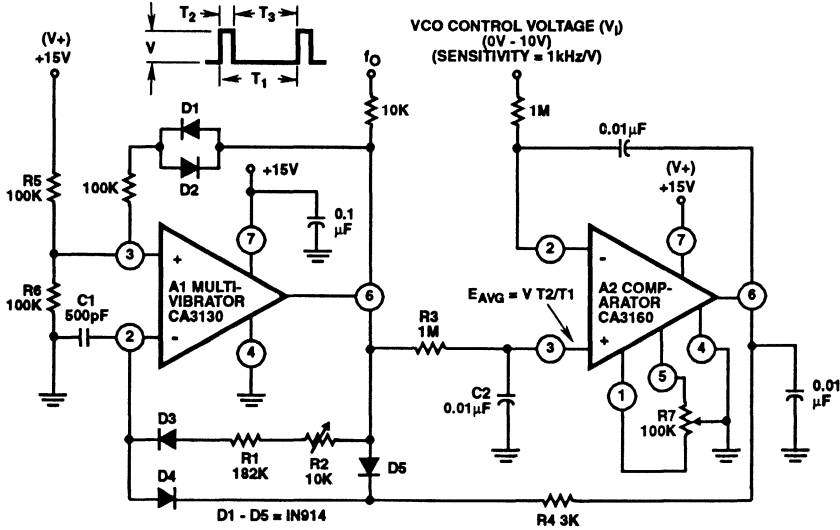 T2
T3
V
T1
(V+)
+15V
fO
10K
VCO CONTROL VOLTAGE (VI)
(0V - 10V)
(SENSITIVITY = 1kHz/V)
1M
0.01μF
D1
D2
R5
100K
100K
+15V
0.1
μF
(V+)
+15V
7
7
3
+
2
-
R6
100K
C1
500pF
A1 MULTI-
VIBRATOR
CA3130
6
A2 COMP-
ARATOR
CA3160
6
EAVG = V T2/T1
2
-
4
R3
1M
3
+
4
5
1
C2
0.01μF
R7
100K
0.01
μF
D3
R1
182K
R2
10K
D5
D4
D1 - D5 = IN914
R4 3K